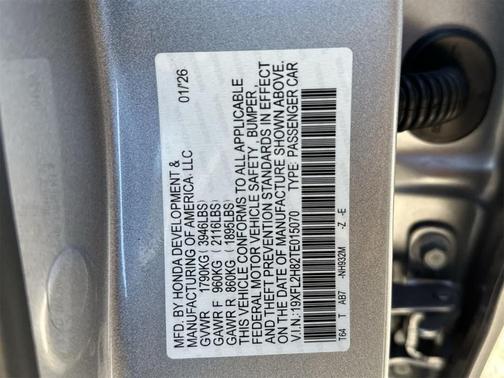 MFD. BY HONDA DEVELOPMENT & 01/'26
MANUFACTURING OF AMERICA, LLC
GVWR 1790KG (3946LBS)
GAWR F 960KG (2116LBS)
GAWR R 860KG (1895LBS)
THIS VEHICLE CONFORMS TO ALL APPLICABLE
FEDERAL MOTOR VEHICLE SAFETY, BUMPER,
AND THEFT PREVENTION STANDARDS IN EFFECT
ON THE DATE OF MANUFACTURE SHOWN ABOVE.
V.I.N.:19XFL2H82TE015070 TYPE: PASSENGER CAR
T64 T AB7 -NH932M -Z -E